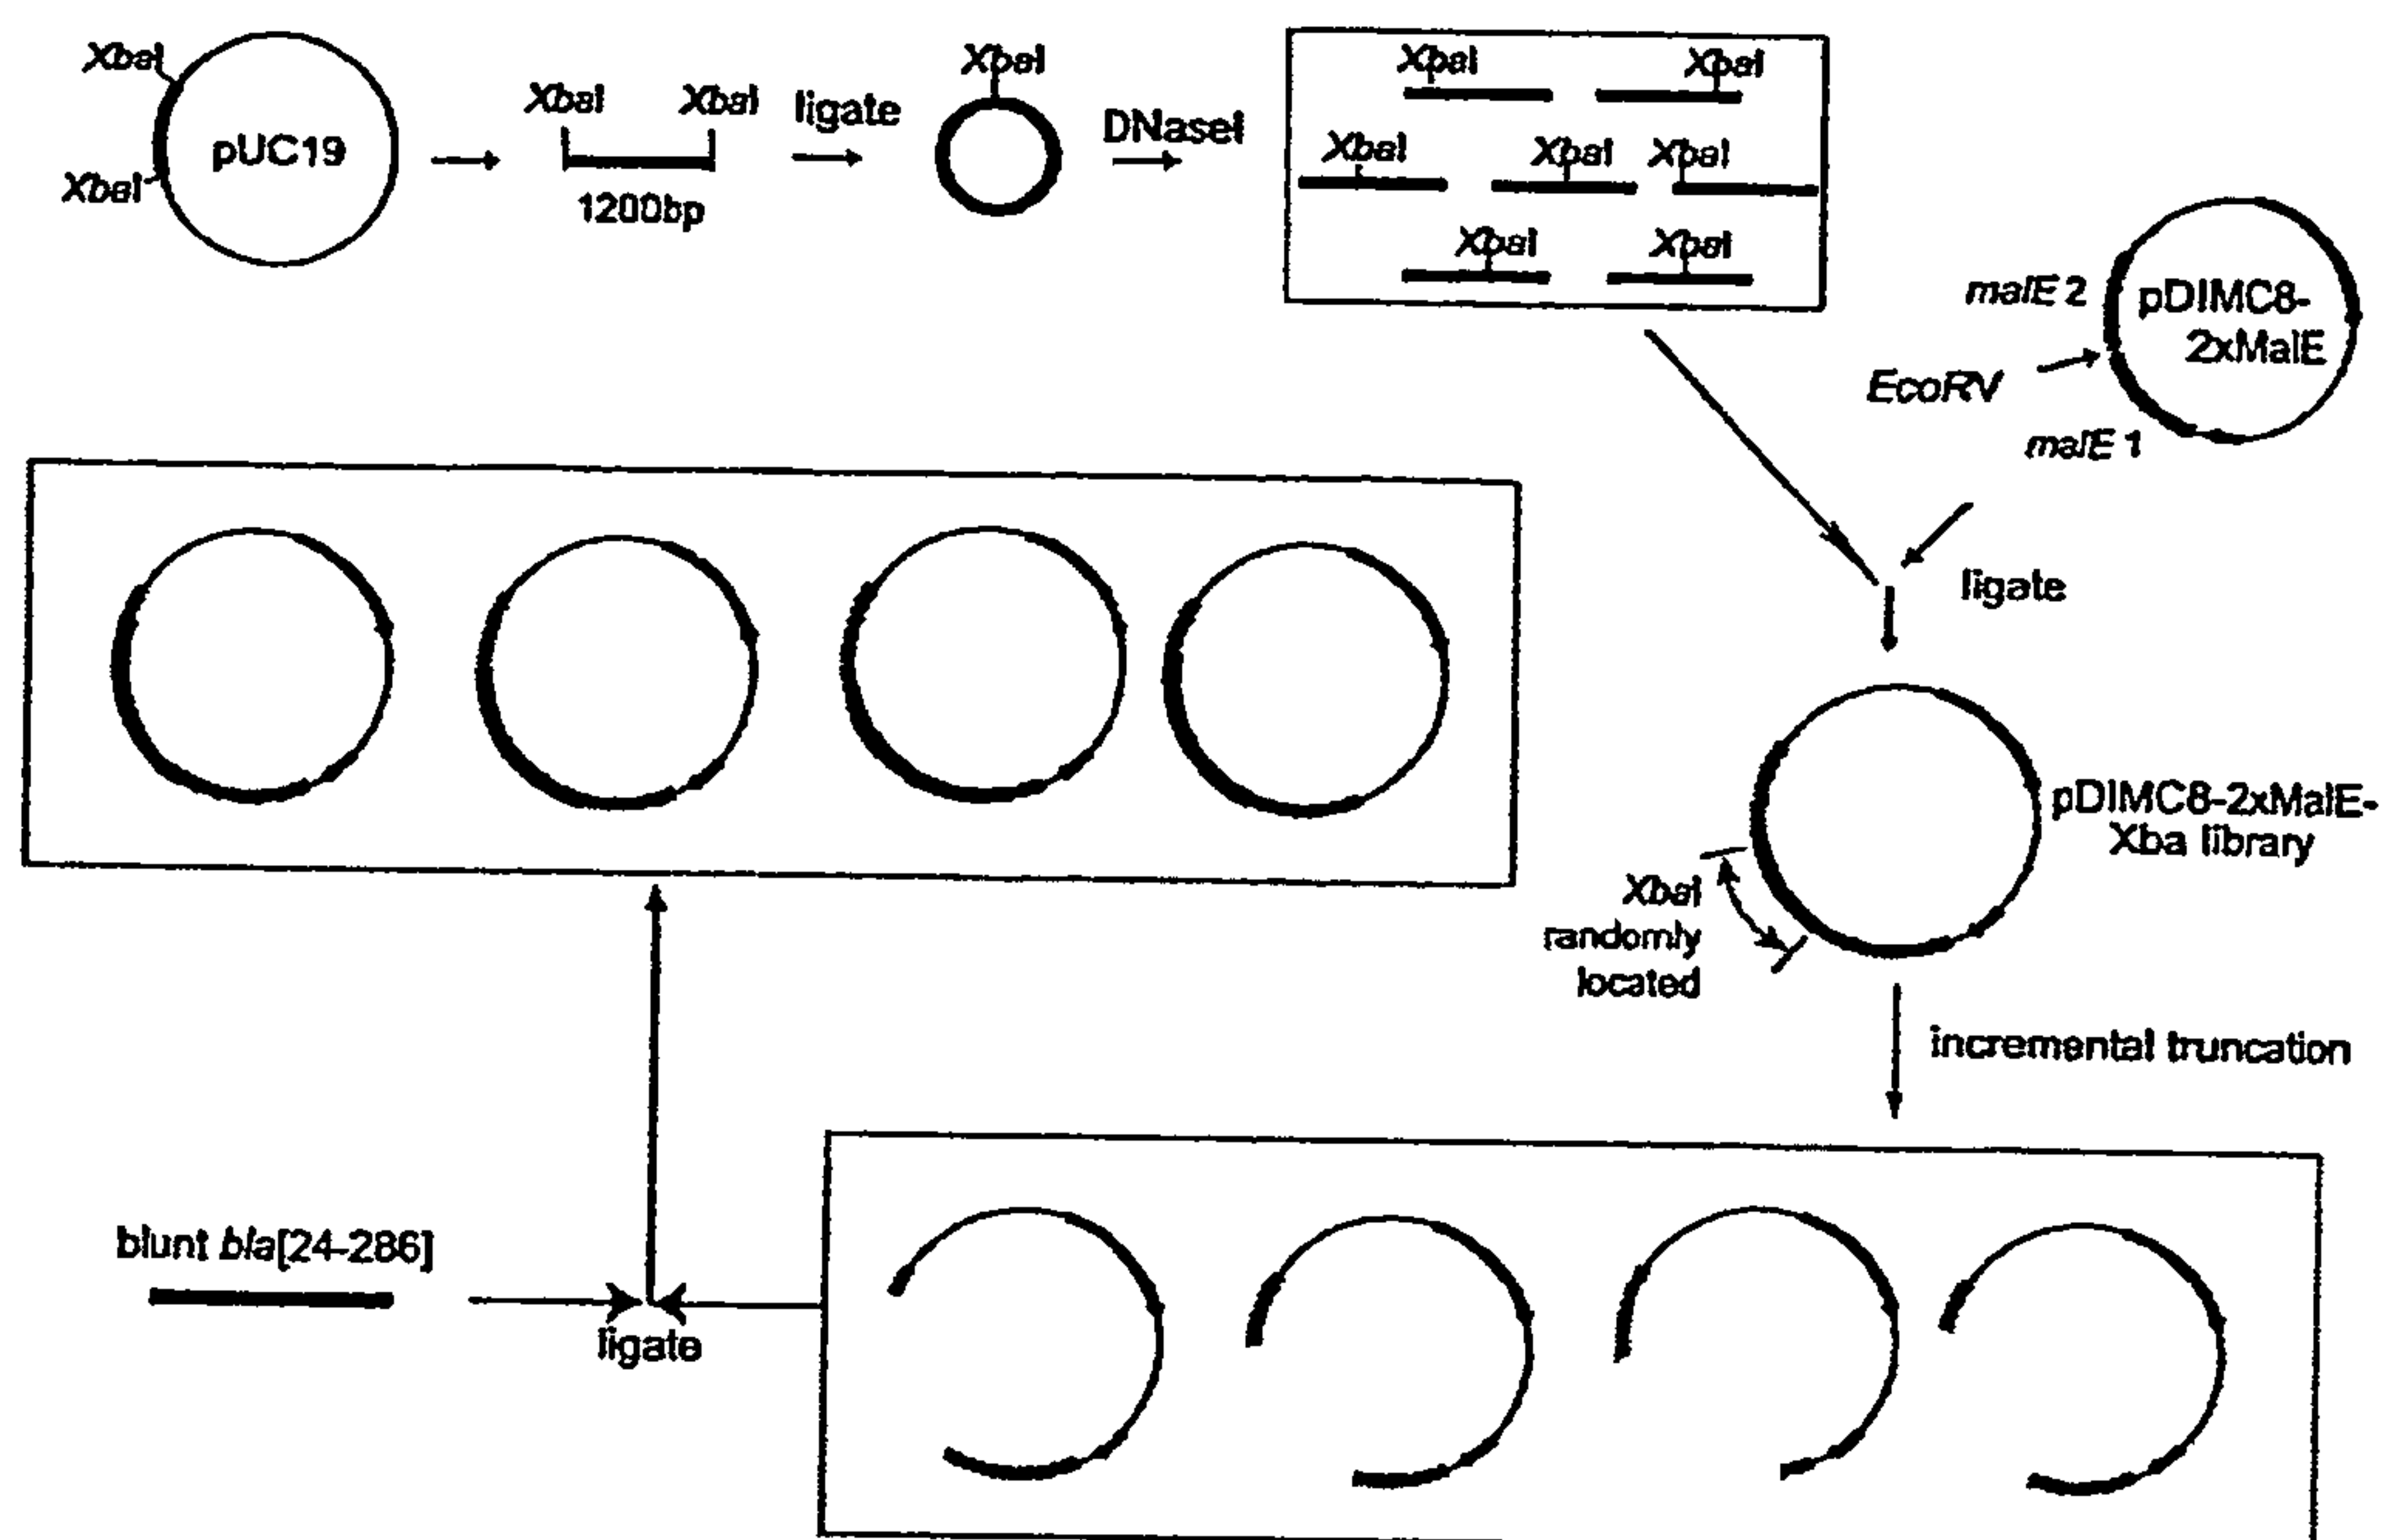 XbaI
pUC19
XbaI
XbaI
XbaI
1200bp
ligate
XbaI
DNaseI
XbaI
XbaI
XbaI
XbaI
XbaI
XbaI
XbaI
malE 2
pDIMC8-
2xMalE
EcoRV
malE 1
ligate
pDIMC8-2xMalE-
Xba library
XbaI
randomly
located
incremental truncation
blunt bla[24-286]
ligate